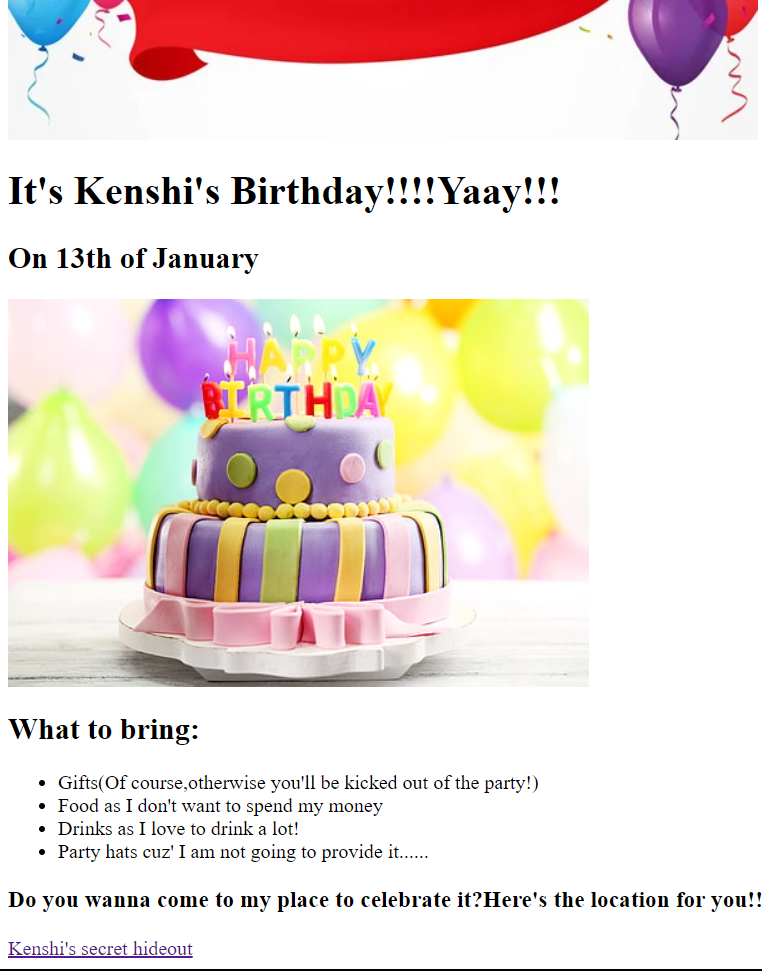 It's Kenshi's Birthday!!!!Yaay!!!
On 13th of January
HAPPY
BIRTHDAY
What to bring:
Gifts(Of course,otherwise you'll be kicked out of the party!)
Food as I don't want to spend my money
Drinks as I love to drink a lot!
Party hats cuz' I am not going to provide it......
Do you wanna come to my place to celebrate it?Here's the location for you!!
Kenshi's secret hideout